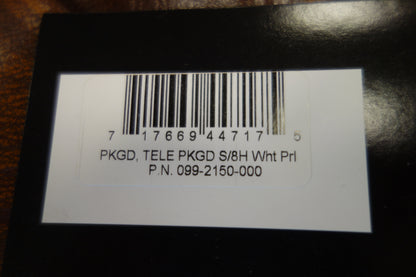 7 17669 44717 5
PKGD, TELE PKGD S/8H Wht Prl
P.N. 099-2150-000